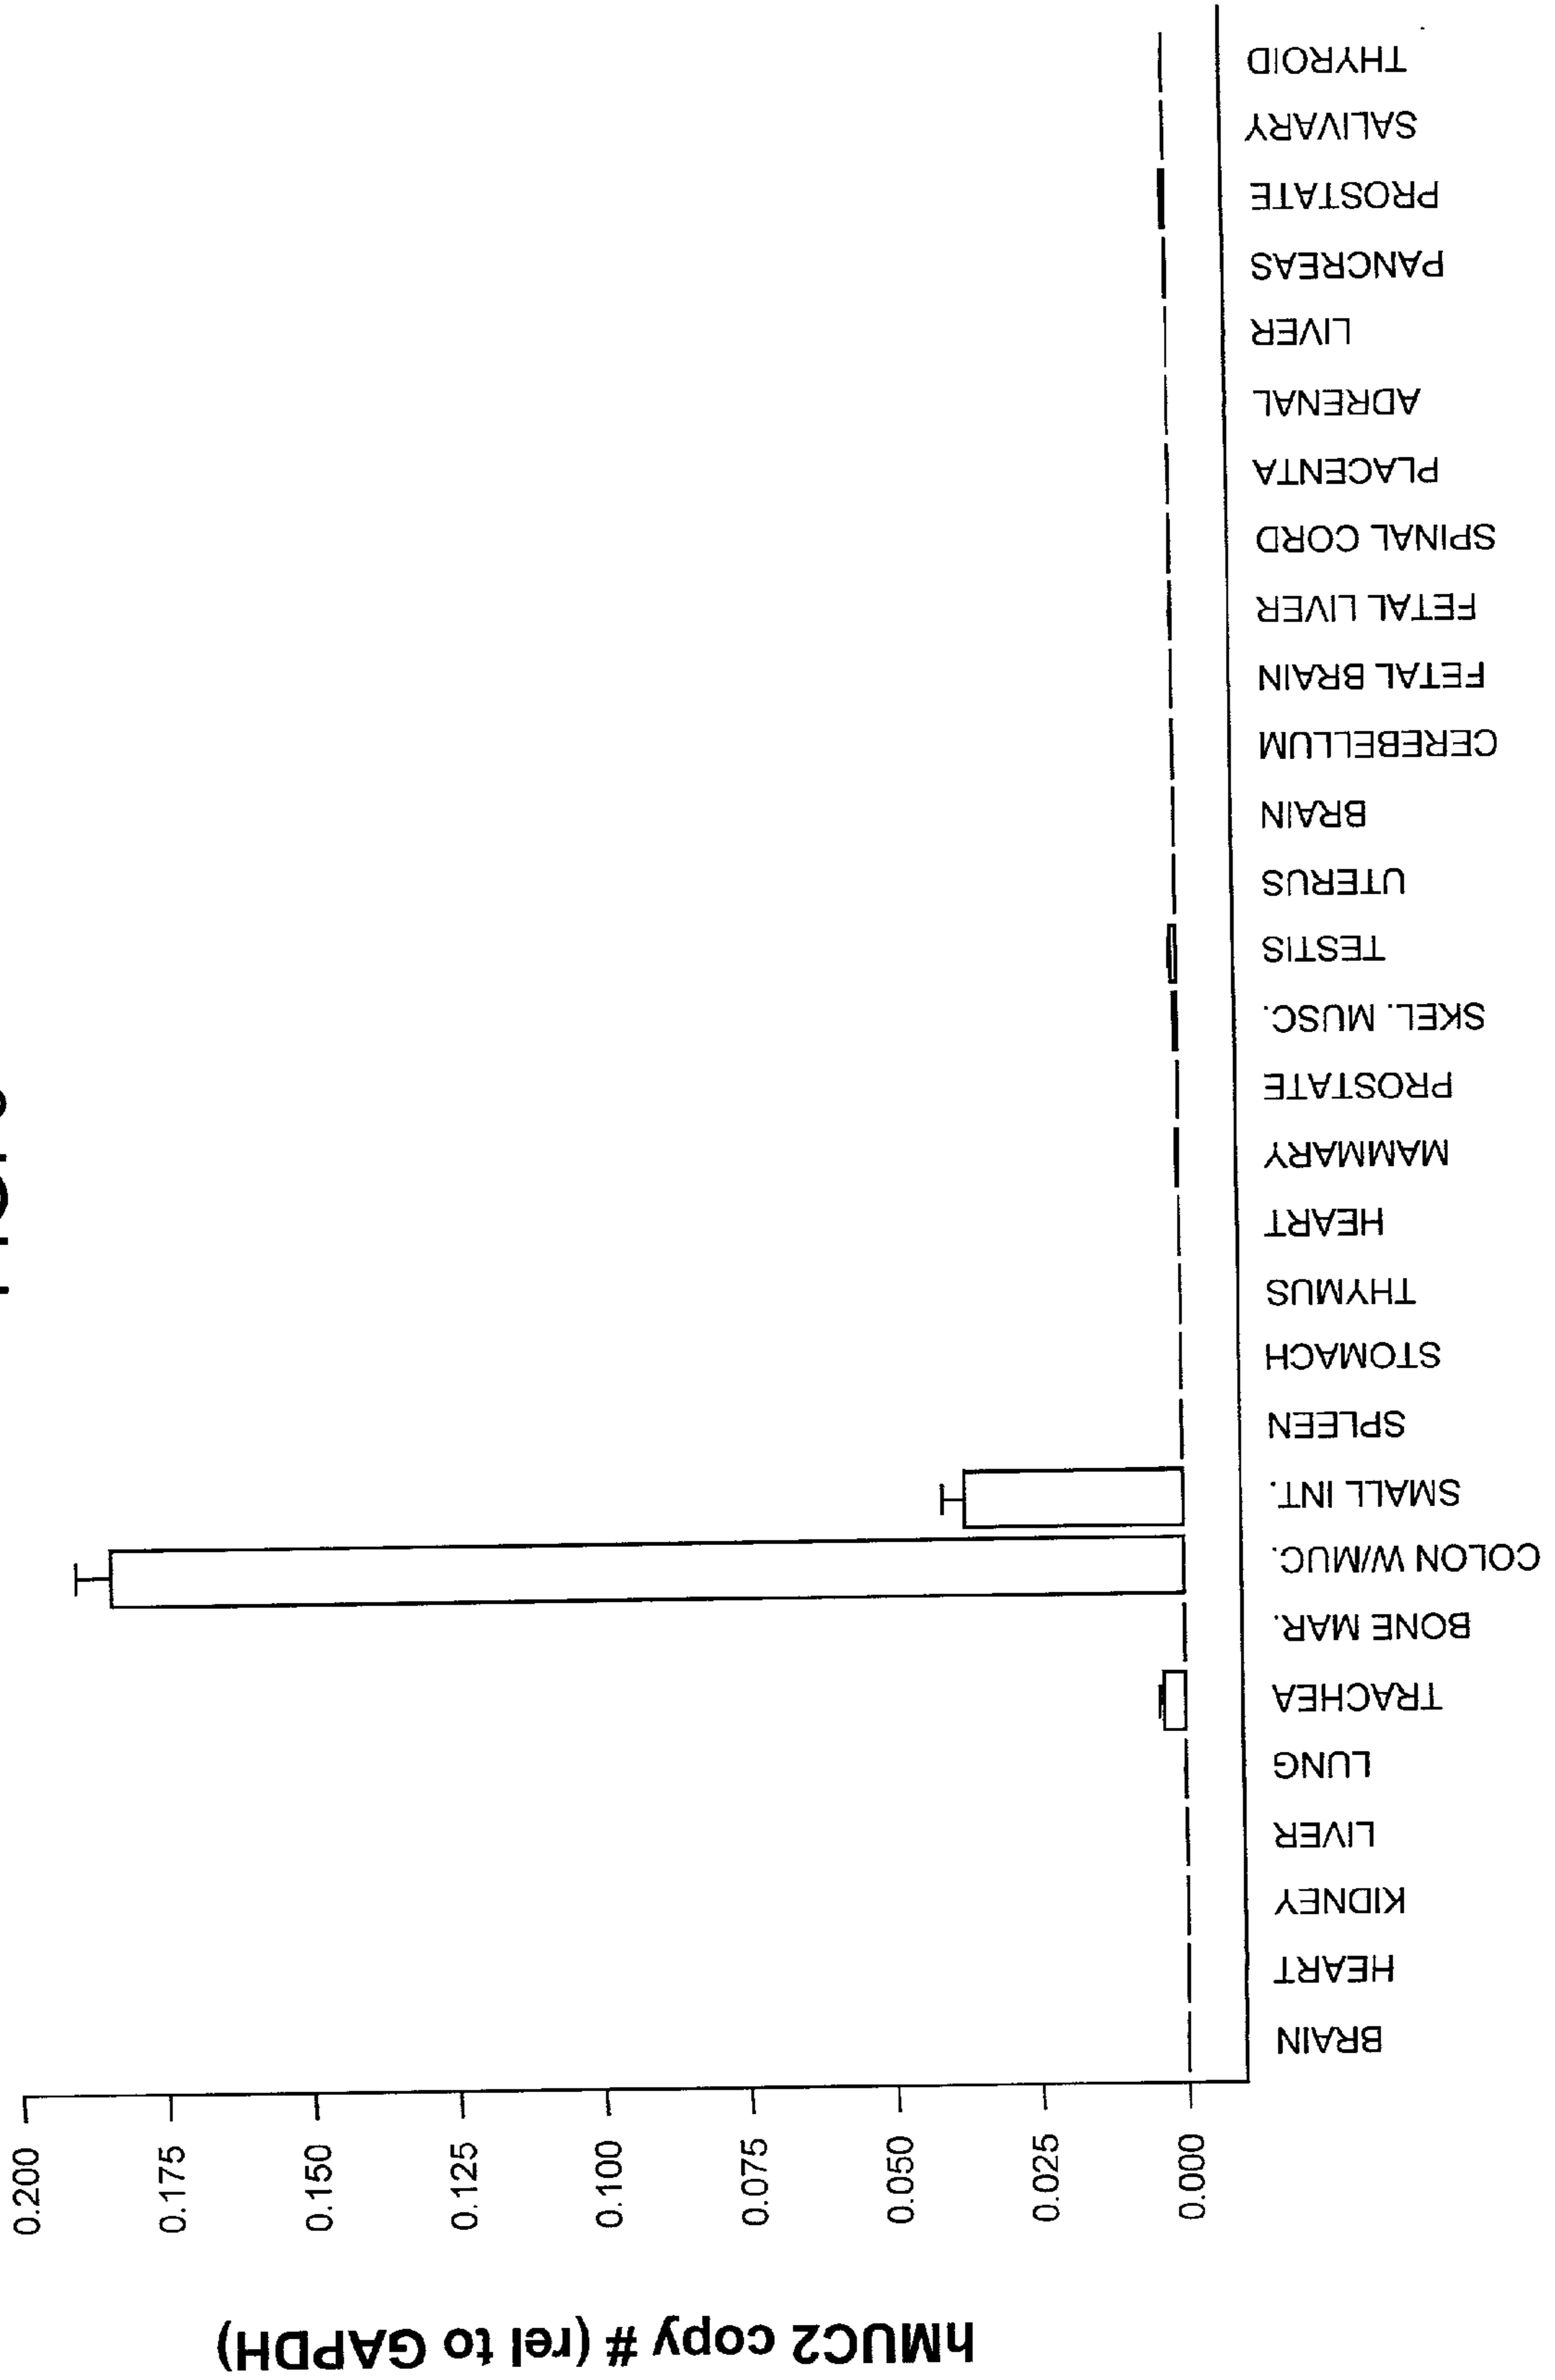 hMUC2 copy # (rel to GAPDH)
0.200
0.175
0.150
0.125
0.100
0.075
0.050
0.025
0.000
BRAIN
HEART
KIDNEY
LIVER
LUNG
TRACHEA
BONE MAR.
COLON W/MUC.
SMALL INT.
SPLEEN
STOMACH
THYMUS
HEART
MAMMARY
PROSTATE
SKEL. MUSC.
TESTIS
UTERUS
BRAIN
CEREBELLUM
FETAL BRAIN
FETAL LIVER
SPINAL CORD
PLACENTA
ADRENAL
LIVER
PANCREAS
PROSTATE
SALIVARY
THYROID